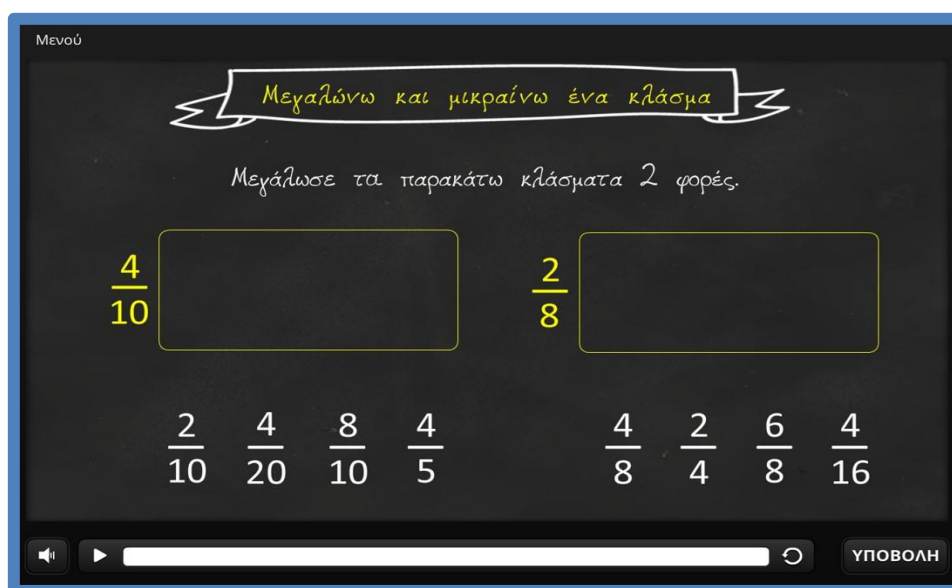 Μενού
Μεγαλώνω και μικραίνω ένα κλάσμα
Μεγάλωσε τα παρακάτω κλάσματα 2 φορές.
4/10 2/8
2/10 4/20 8/10 4/5 4/8 2/4 6/8 4/16
ΥΠΟΒΟΛΗ